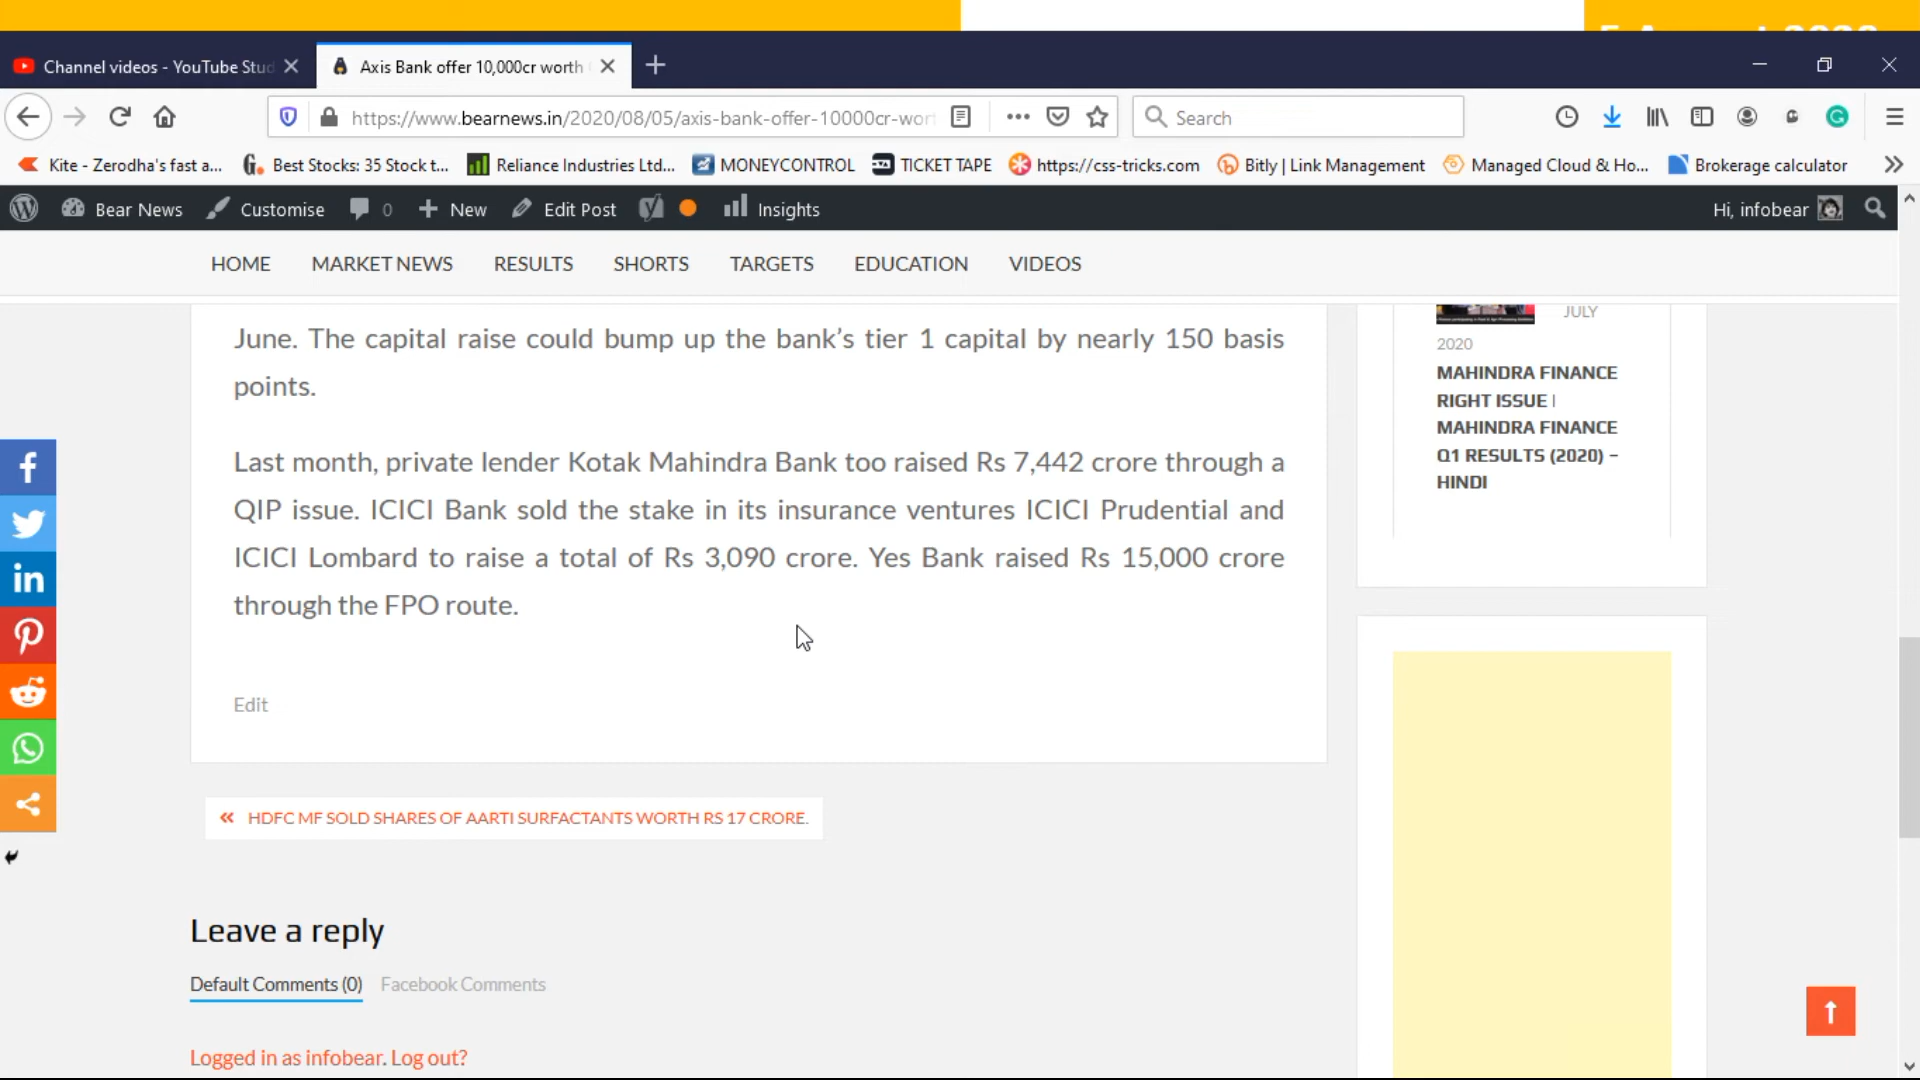 Channel videos - YouTube Stud
Axis Bank offer 10,000cr worth
https://www.bearnews.in/2020/08/05/axis-bank-offer-10000cr-wor
Search
Kite - Zerodha's fast a...
Best Stocks: 35 Stock t...
Reliance Industries Ltd...
MONEYCONTROL
TICKET TAPE
https://css-tricks.com
Bitly | Link Management
Managed Cloud & Ho...
Brokerage calculator
Bear News
Customise
0
New
Edit Post
Insights
Hi, infobear
HOME
MARKET NEWS
RESULTS
SHORTS
TARGETS
EDUCATION
VIDEOS
June. The capital raise could bump up the bank’s tier 1 capital by nearly 150 basis
points.
Last month, private lender Kotak Mahindra Bank too raised Rs 7,442 crore through a
QIP issue. ICICI Bank sold the stake in its insurance ventures ICICI Prudential and
ICICI Lombard to raise a total of Rs 3,090 crore. Yes Bank raised Rs 15,000 crore
through the FPO route.
Edit
« HDFC MF SOLD SHARES OF AARTI SURFACTANTS WORTH RS 17 CRORE.
Leave a reply
Default Comments (0)
Facebook Comments
Logged in as infobear. Log out?
JULY
2020
MAHINDRA FINANCE
RIGHT ISSUE |
MAHINDRA FINANCE
Q1 RESULTS (2020) –
HINDI